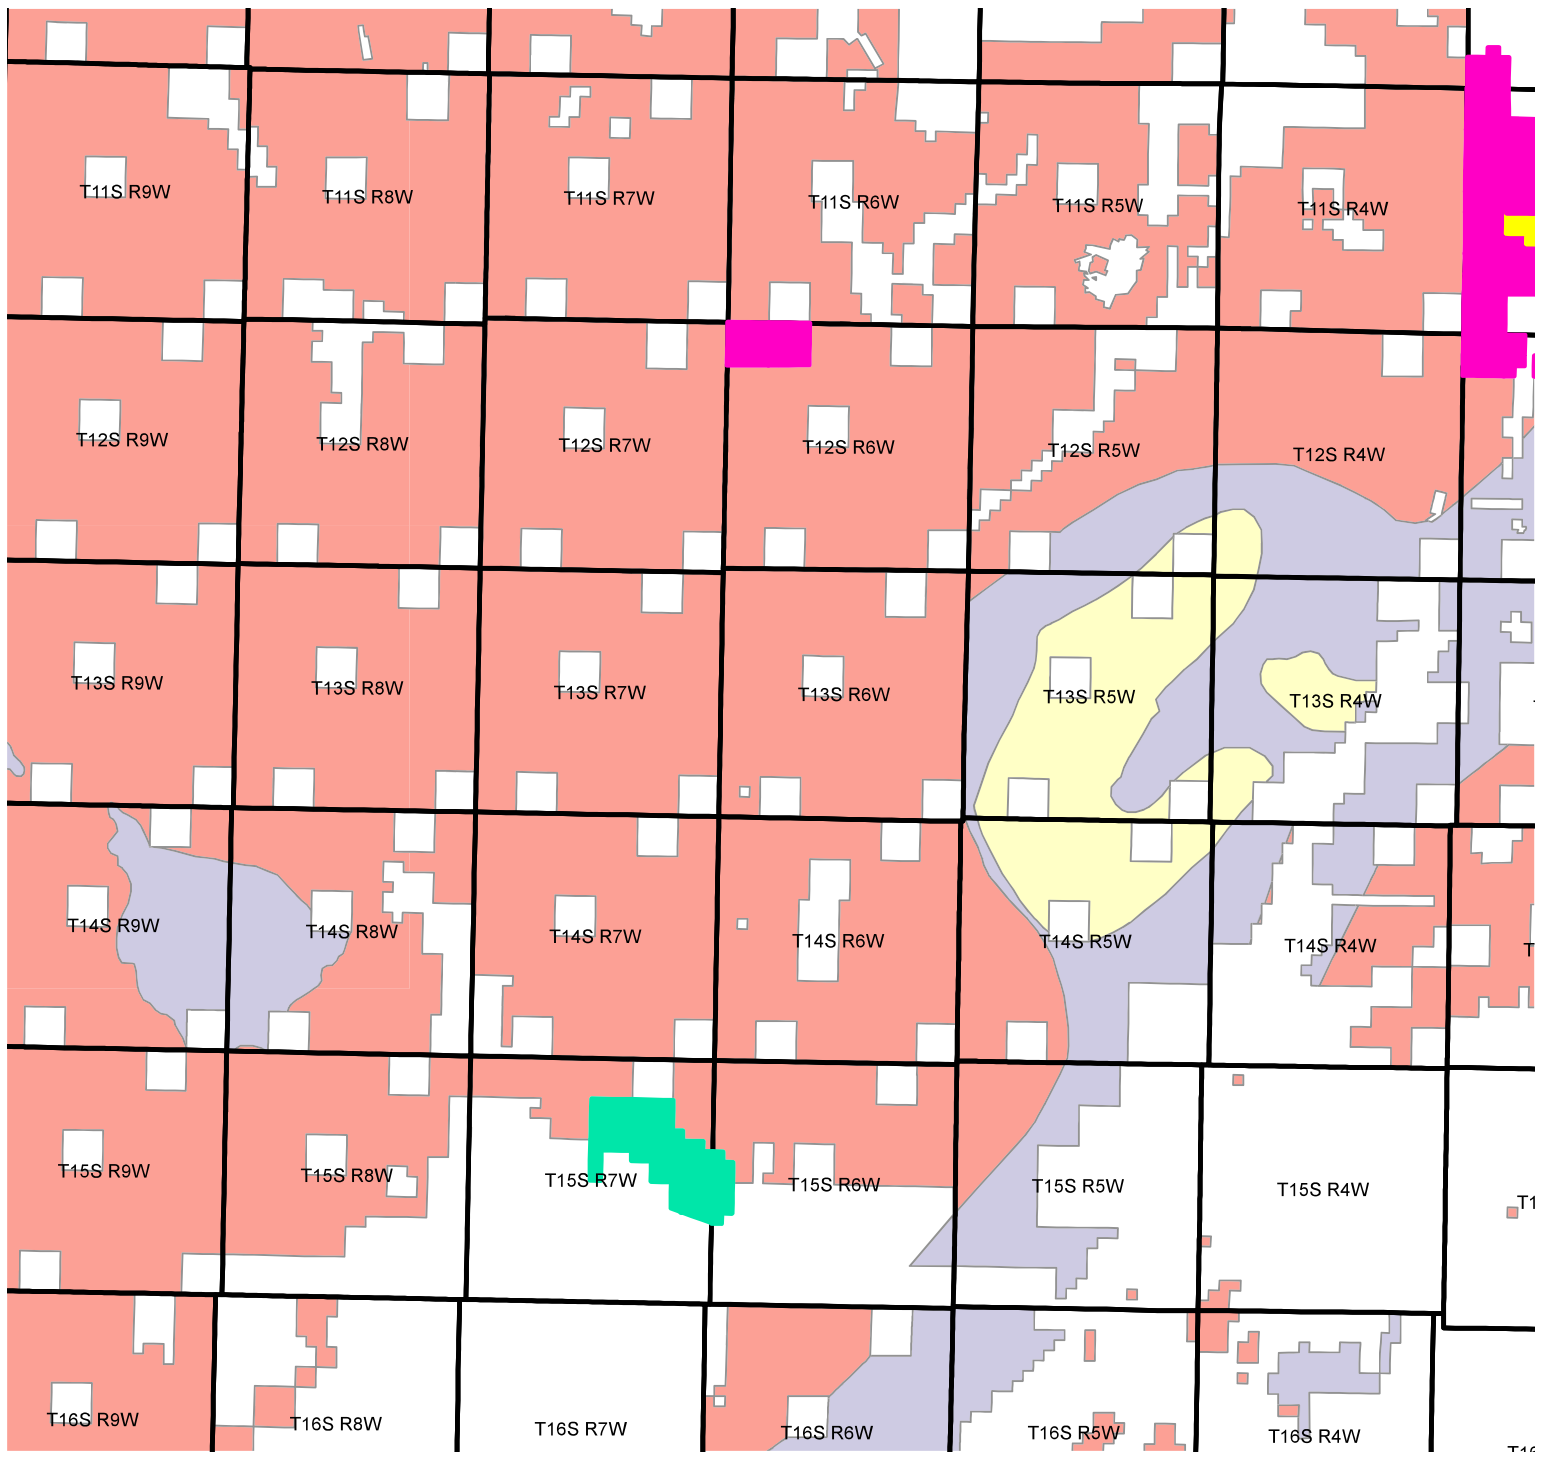 T11S R9W
T11S R8W
T11S R7W
T11S R6W
T11S R5W
T11S R4W
T12S R9W
T12S R8W
T12S R7W
T12S R6W
T12S R5W
T12S R4W
T13S R9W
T13S R8W
T13S R7W
T13S R6W
T13S R5W
T13S R4W
T14S R9W
T14S R8W
T14S R7W
T14S R6W
T14S R5W
T14S R4W
T15S R9W
T15S R8W
T15S R7W
T15S R6W
T15S R5W
T15S R4W
T1
T16S R9W
T16S R8W
T16S R7W
T16S R6W
T16S R5W
T16S R4W